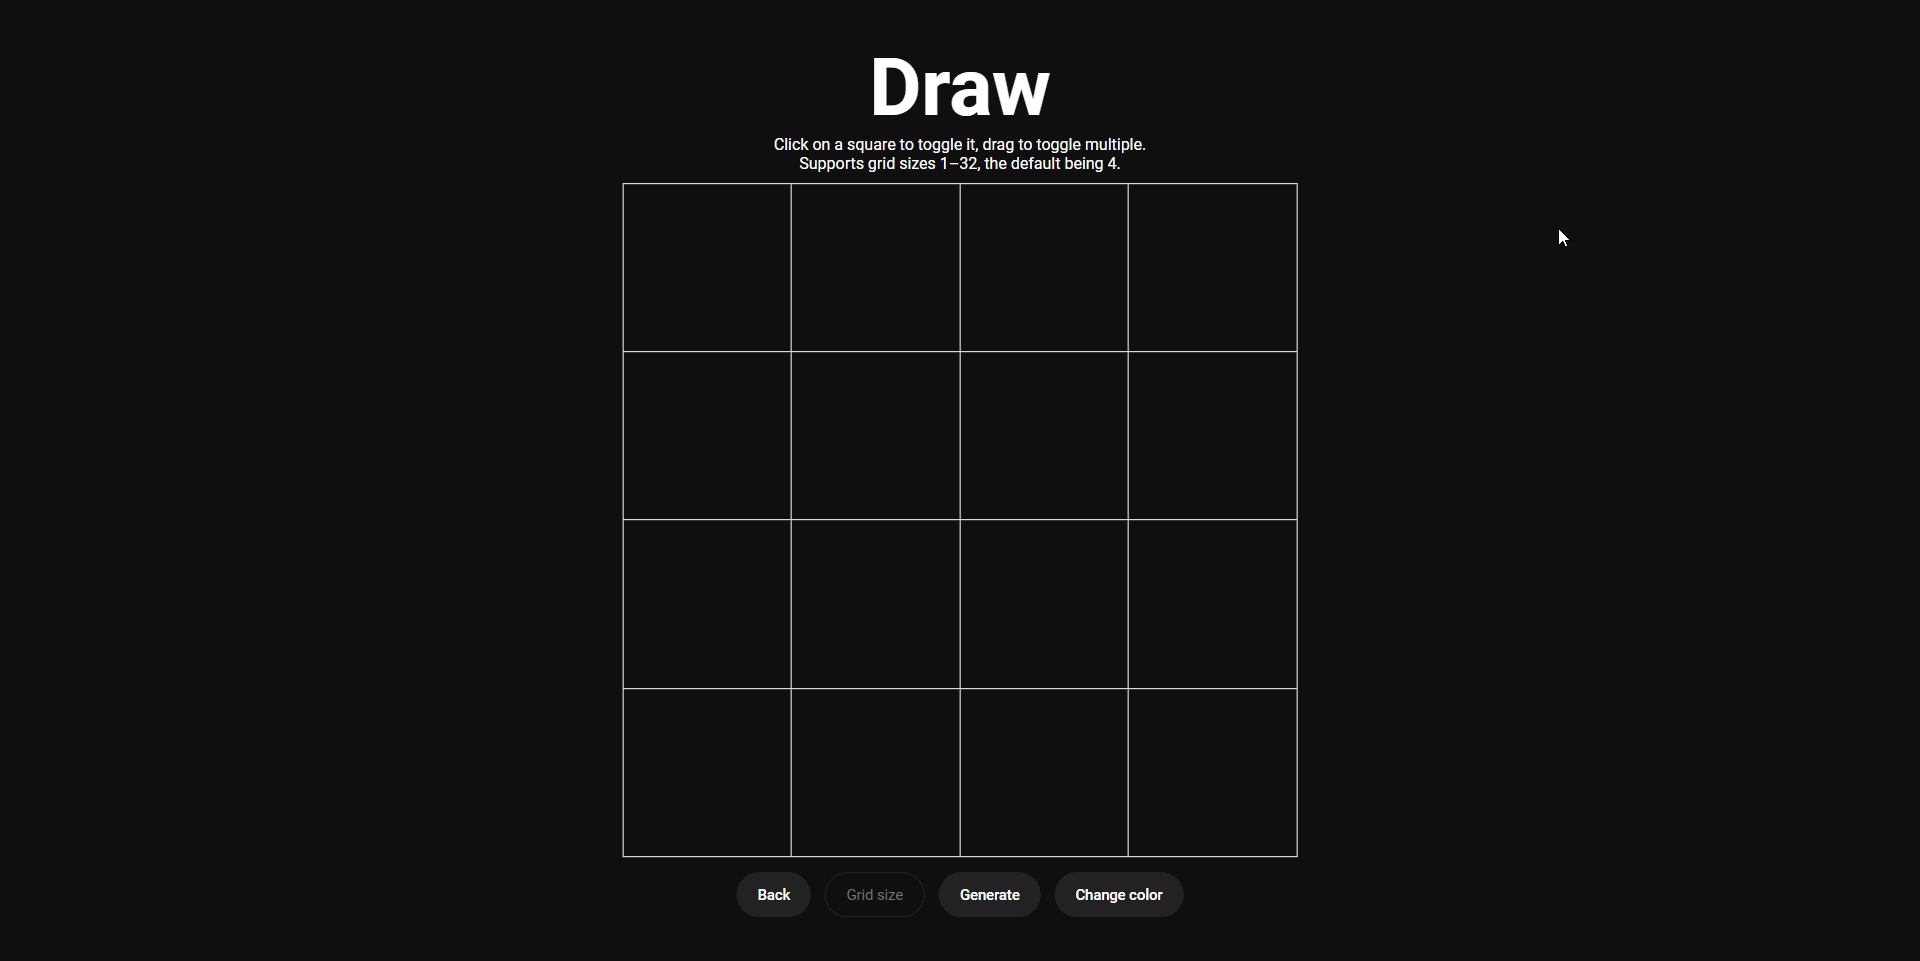 Draw
Click on a square to toggle it, drag to toggle multiple.
Supports grid sizes 1–32, the default being 4.
Back
Grid size
Generate
Change color